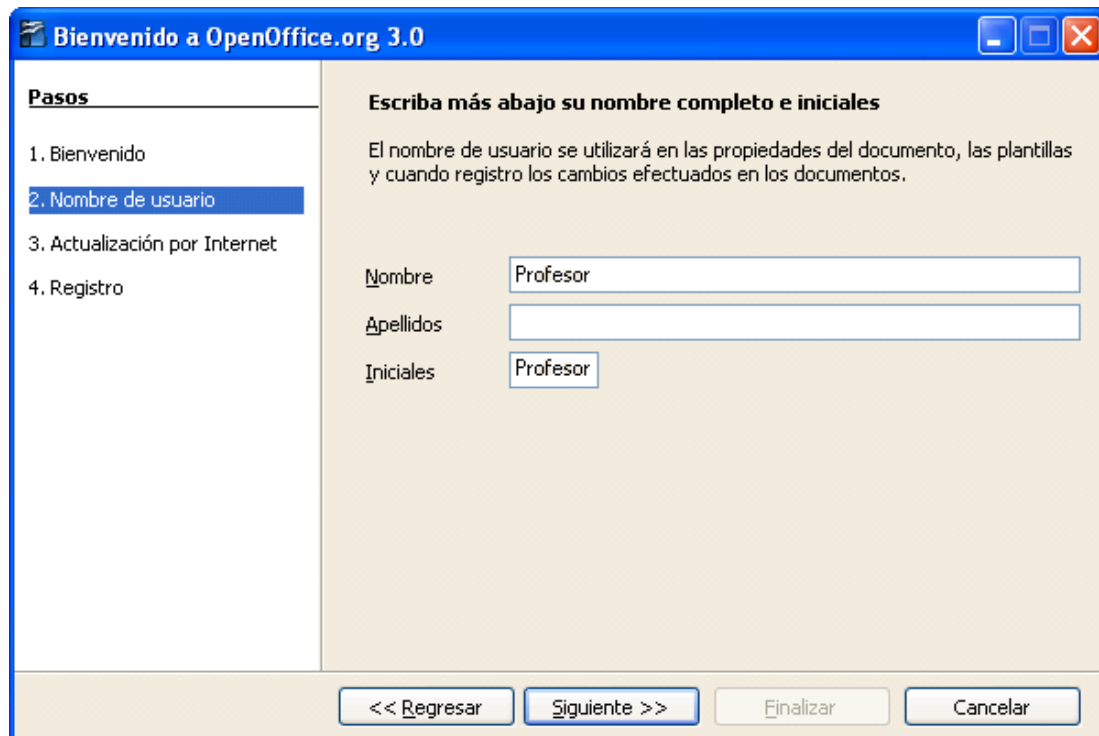 Bienvenido a OpenOffice.org 3.0
Pasos
1. Bienvenido
2. Nombre de usuario
3. Actualización por Internet
4. Registro
Escriba más abajo su nombre completo e iniciales
El nombre de usuario se utilizará en las propiedades del documento, las plantillas
y cuando registro los cambios efectuados en los documentos.
Nombre Profesor
Apellidos
Iniciales Profesor
<< Regresar Siguiente >> Finalizar Cancelar